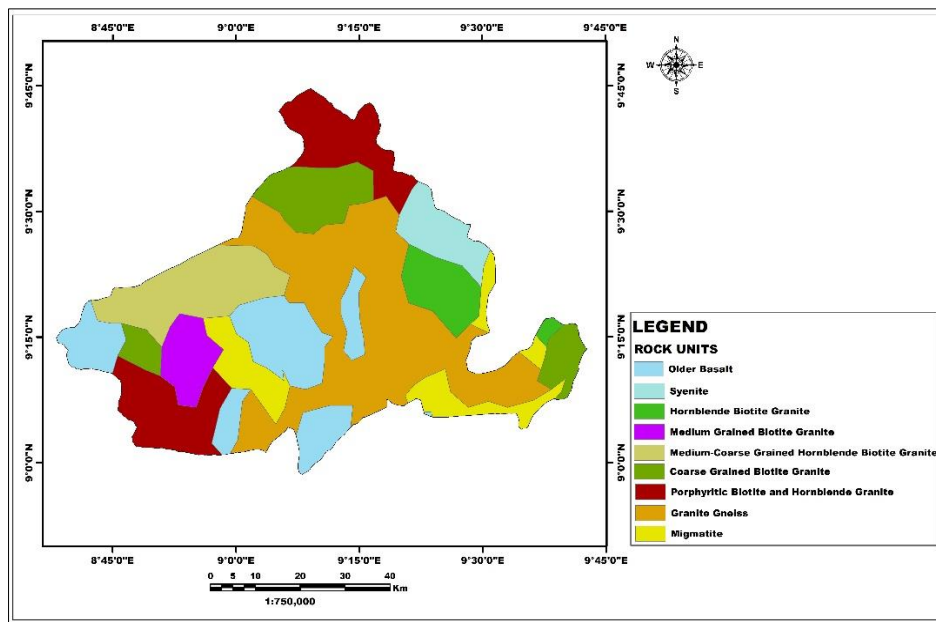 8°45'0"E 9°0'0"E 9°15'0"E 9°30'0"E 9°45'0"E
N
W E
S
9°45'0"N 9°45'0"N
9°30'0"N 9°30'0"N
9°15'0"N 9°15'0"N
9°0'0"N 9°0'0"N
LEGEND
ROCK UNITS
Older Basalt
Syenite
Hornblende Biotite Granite
Medium Grained Biotite Granite
Medium-Coarse Grained Hornblende Biotite Granite
Coarse Grained Biotite Granite
Porphyritic Biotite and Hornblende Granite
Granite Gneiss
Migmatite
8°45'0"E 9°0'0"E 9°15'0"E 9°30'0"E 9°45'0"E
0 5 10 20 30 40
Km
1:750,000